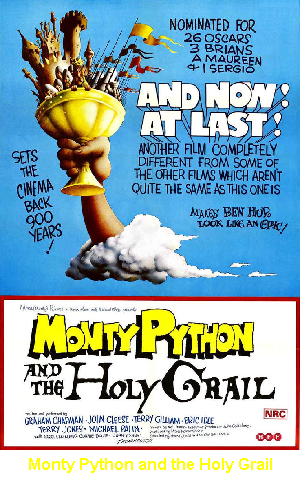 NOMINATED FOR
26 OSCARS
3 BRIANS
A MAUREEN
& 1 SERGIO
AND NOW!
AT LAST!
ANOTHER FILM COMPLETELY
DIFFERENT FROM SOME OF
THE OTHER FILMS WHICH AREN'T
QUITE THE SAME AS THIS ONE IS
SETS
THE
CINEMA
BACK
900
YEARS!
MAKES BEN HUR
LOOK LIKE AN EPIC!
MONTY PYTHON
AND
THE HOLY GRAIL
GRAHAM CHAPMAN · JOHN CLEESE · TERRY GILLIAM · ERIC IDLE
TERRY JONES · MICHAEL PALIN
NRC
Monty Python and the Holy Grail